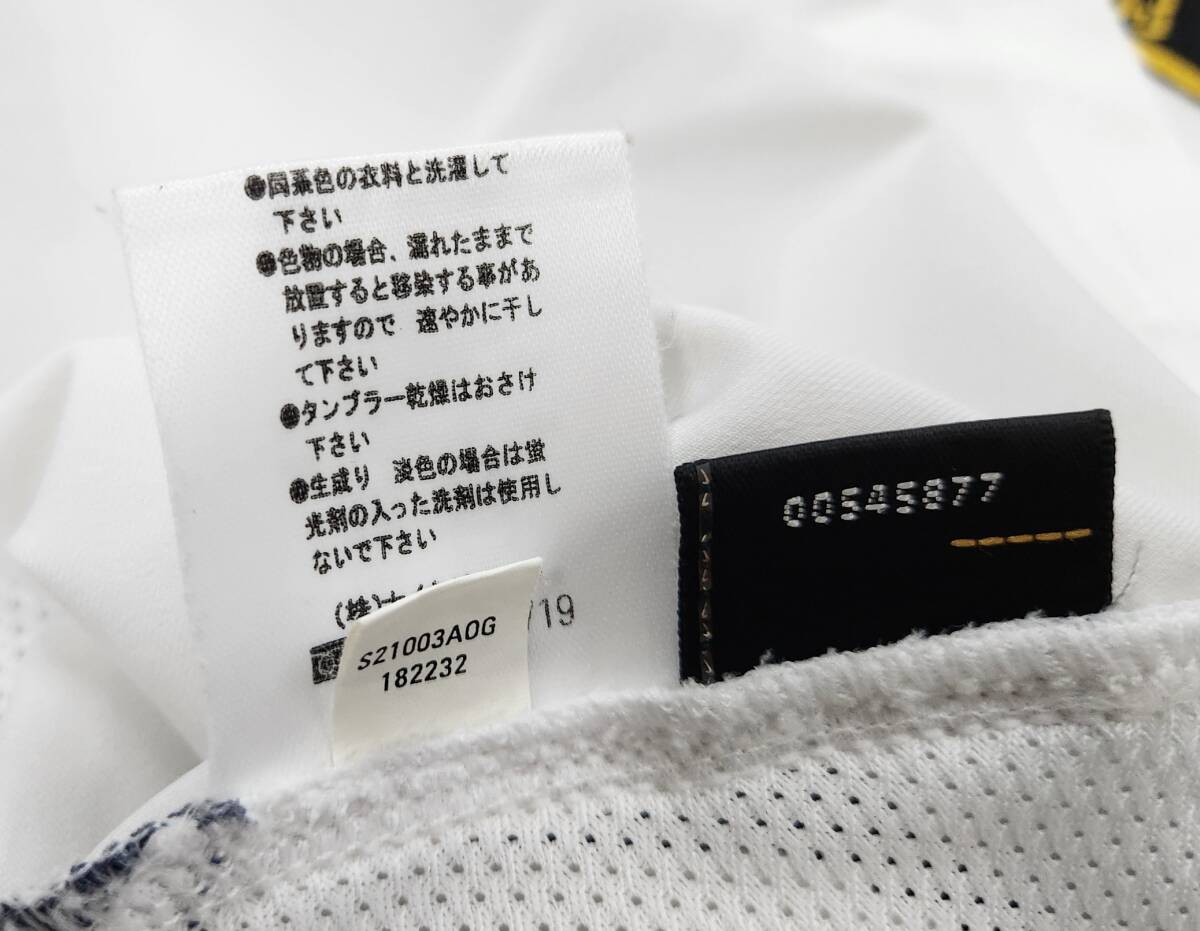 ●同系色の衣料と洗濯して
下さい
●色物の場合、濡れたままで
放置すると移染する事があ
りますので 速やかに干し
て下さい
●タンブラー乾燥はおさけ
下さい
●生成り 淡色の場合は蛍
光剤の入った洗剤は使用し
ないで下さい
(株)
/19
S21003A0G
182232
00545877